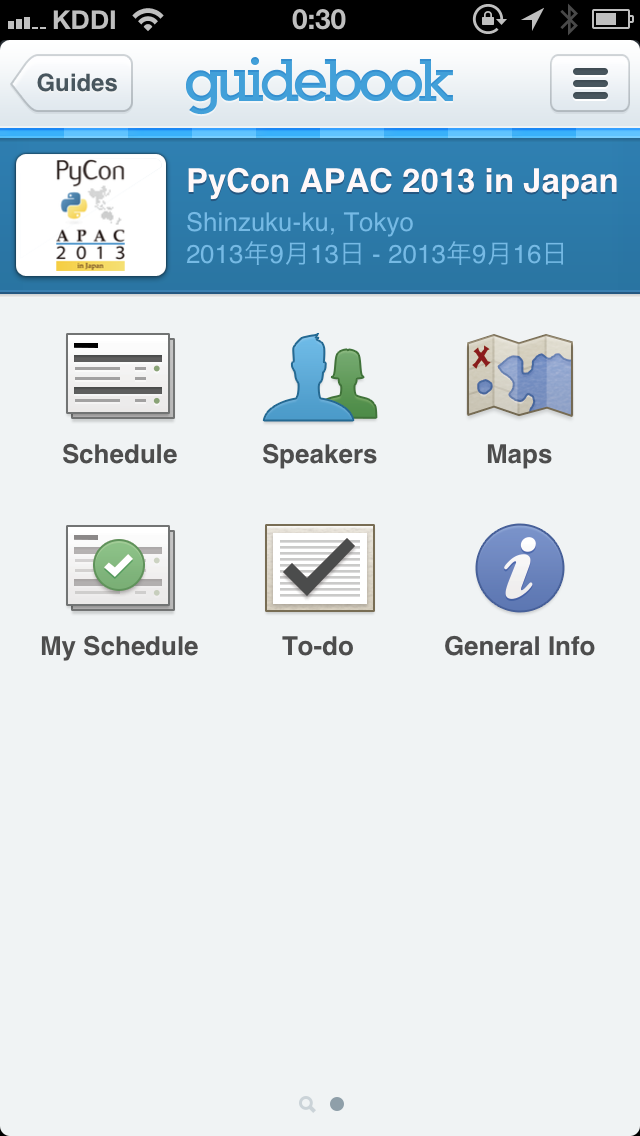 KDDI 0:30
Guides guidebook
PyCon
APAC
2013
in Japan
PyCon APAC 2013 in Japan
Shinzuku-ku, Tokyo
2013年9月13日 - 2013年9月16日
Schedule Speakers Maps
My Schedule To-do General Info